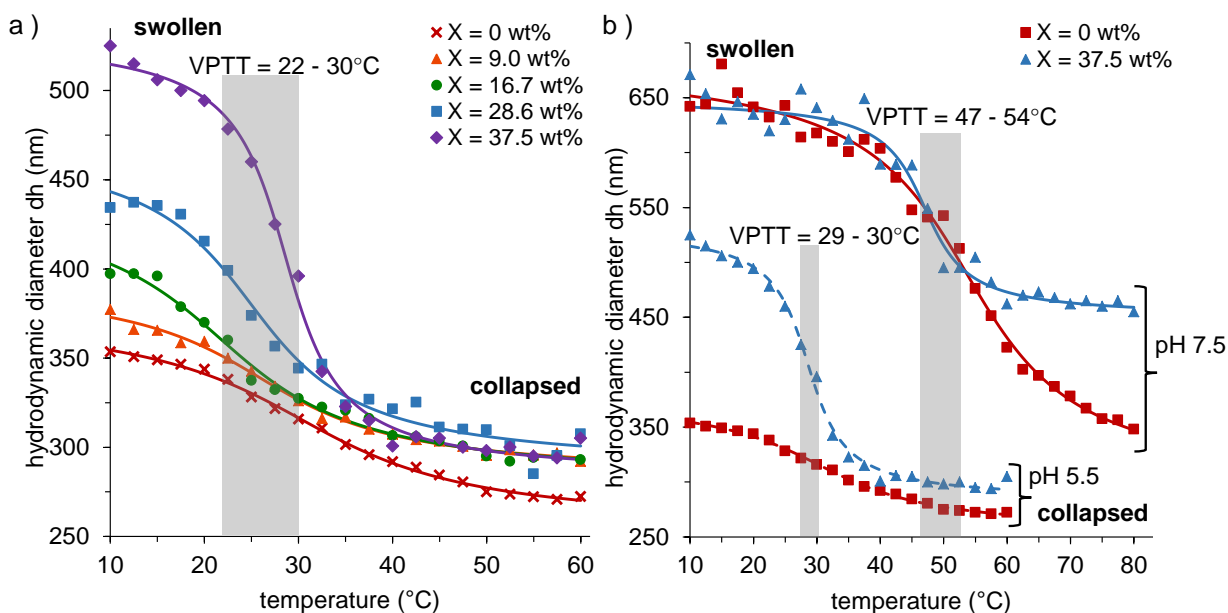 a )
swollen
VPTT = 22 - 30°C
X = 0 wt%
X = 9.0 wt%
X = 16.7 wt%
X = 28.6 wt%
X = 37.5 wt%
collapsed
hydrodynamic diameter dh (nm)
500
450
400
350
300
250
10 20 30 40 50 60
temperature (°C)
b )
swollen
X = 0 wt%
X = 37.5 wt%
VPTT = 47 - 54°C
VPTT = 29 - 30°C
pH 7.5
pH 5.5
collapsed
hydrodynamic diameter dh (nm)
650
550
450
350
250
10 20 30 40 50 60 70 80
temperature (°C)